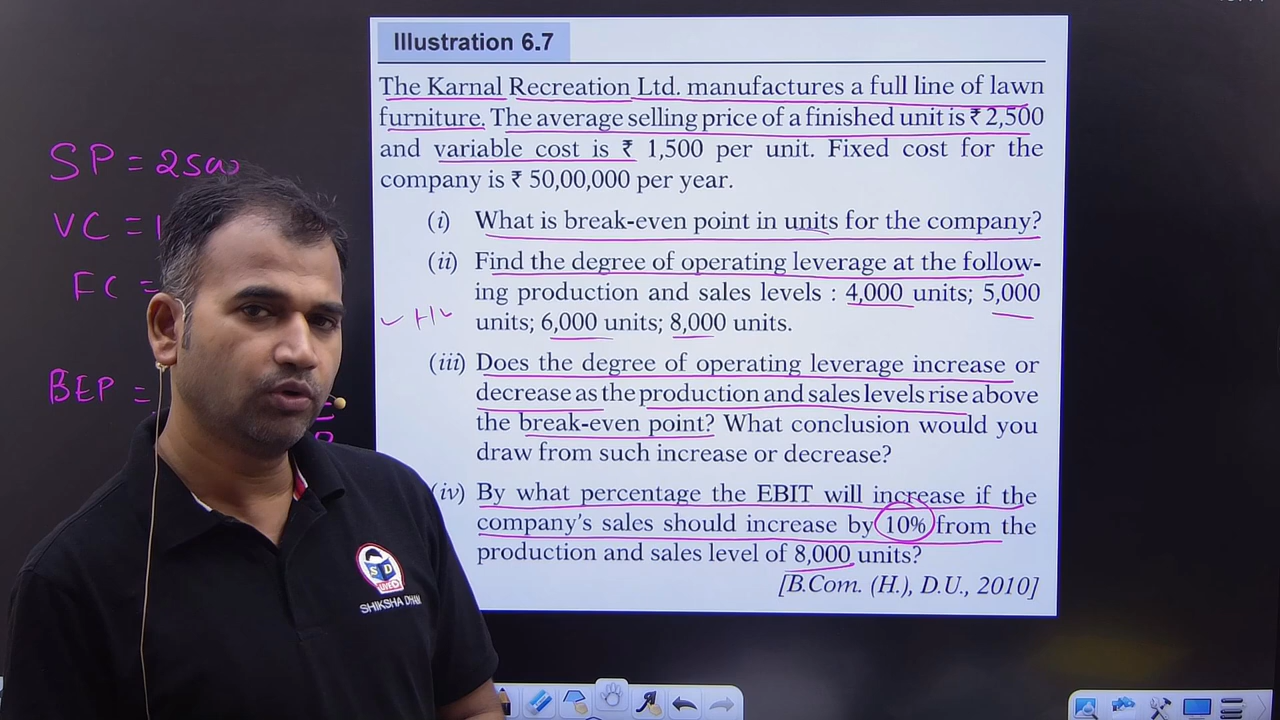 Illustration 6.7
The Karnal Recreation Ltd. manufactures a full line of lawn
furniture. The average selling price of a finished unit is ₹ 2,500
and variable cost is ₹ 1,500 per unit. Fixed cost for the
company is ₹ 50,00,000 per year.
(i) What is break-even point in units for the company?
(ii) Find the degree of operating leverage at the follow-
ing production and sales levels : 4,000 units; 5,000
units; 6,000 units; 8,000 units.
(iii) Does the degree of operating leverage increase or
decrease as the production and sales levels rise above
the break-even point? What conclusion would you
draw from such increase or decrease?
(iv) By what percentage the EBIT will increase if the
company's sales should increase by 10% from the
production and sales level of 8,000 units?
[B.Com. (H.), D.U., 2010]
SP =
VC = 1
FC =
BEP =
SD
LIVE
SHIKSHA DHAM